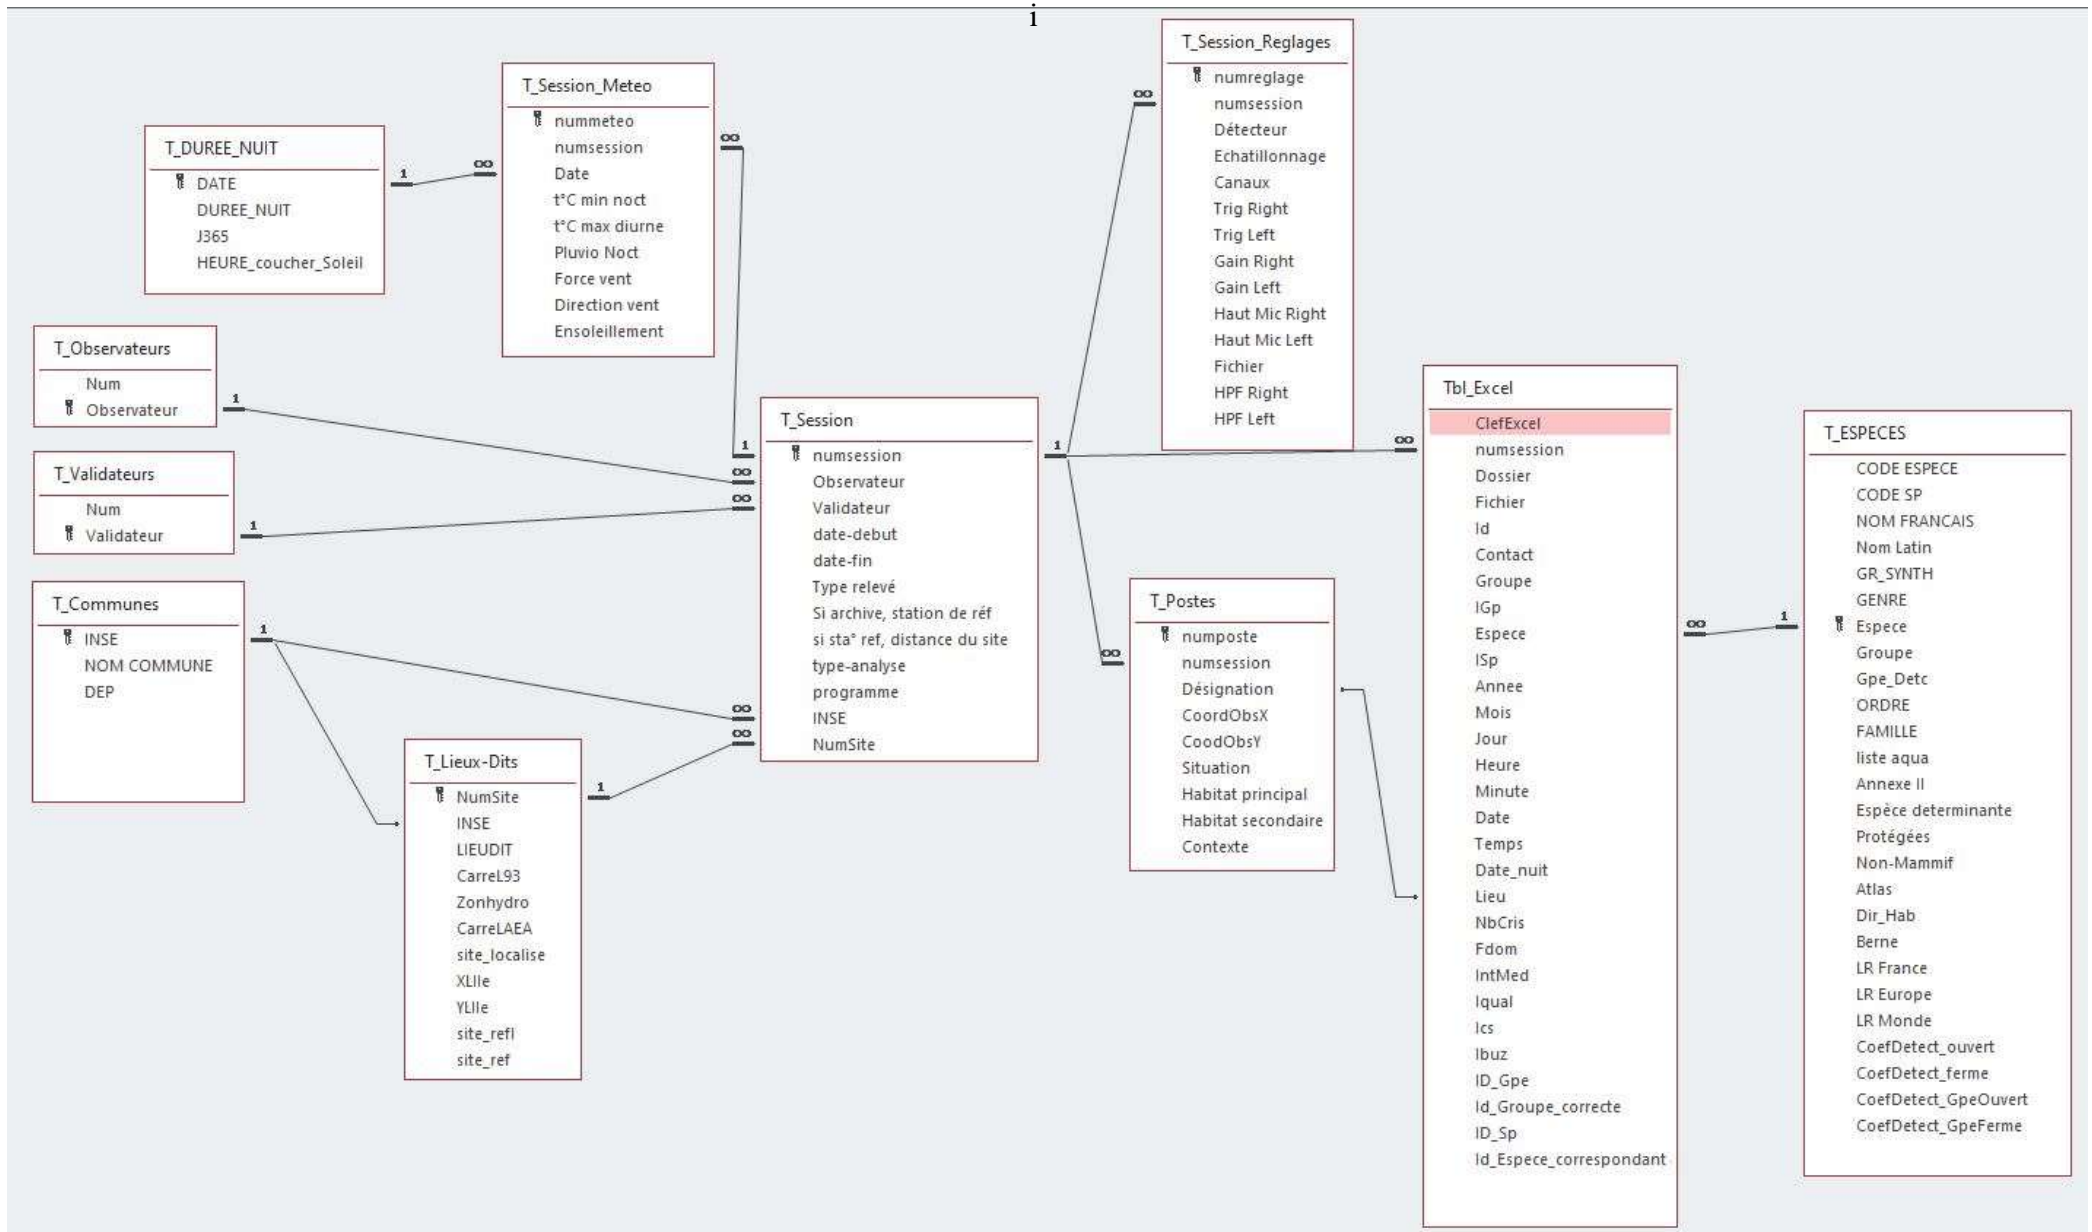 i
T_DUREE_NUIT
DATE
DUREE_NUIT
J365
HEURE_coucher_Soleil
1
∞
T_Session_Meteo
nummeteo
numsession
Date
t°C min noct
t°C max diurne
Pluvio Noct
Force vent
Direction vent
Ensoleillement
∞
T_Observateurs
Num
Observateur
1
T_Validateurs
Num
Validateur
1
T_Communes
INSE
NOM COMMUNE
DEP
1
T_Lieux-Dits
NumSite
INSE
LIEUDIT
CarreL93
Zonhydro
CarreLAEA
site_localise
XLIIe
YLIIe
site_refl
site_ref
1
1
∞
∞
∞
∞
T_Session
numsession
Observateur
Validateur
date-debut
date-fin
Type relevé
Si archive, station de réf
si sta° ref, distance du site
type-analyse
programme
INSE
NumSite
1
∞
T_Session_Reglages
numreglage
numsession
Détecteur
Echatillonnage
Canaux
Trig Right
Trig Left
Gain Right
Gain Left
Haut Mic Right
Haut Mic Left
Fichier
HPF Right
HPF Left
∞
T_Postes
numposte
numsession
Désignation
CoordObsX
CoodObsY
Situation
Habitat principal
Habitat secondaire
Contexte
∞
Tbl_Excel
ClefExcel
numsession
Dossier
Fichier
Id
Contact
Groupe
IGp
Espece
ISp
Annee
Mois
Jour
Heure
Minute
Date
Temps
Date_nuit
Lieu
NbCris
Fdom
IntMed
Iqual
Ics
Ibuz
ID_Gpe
Id_Groupe_correcte
ID_Sp
Id_Espece_correspondant
∞
1
T_ESPECES
CODE ESPECE
CODE SP
NOM FRANCAIS
Nom Latin
GR_SYNTH
GENRE
Espece
Groupe
Gpe_Detc
ORDRE
FAMILLE
liste aqua
Annexe II
Espèce determinante
Protégées
Non-Mammif
Atlas
Dir_Hab
Berne
LR France
LR Europe
LR Monde
CoefDetect_ouvert
CoefDetect_ferme
CoefDetect_GpeOuvert
CoefDetect_GpeFerme